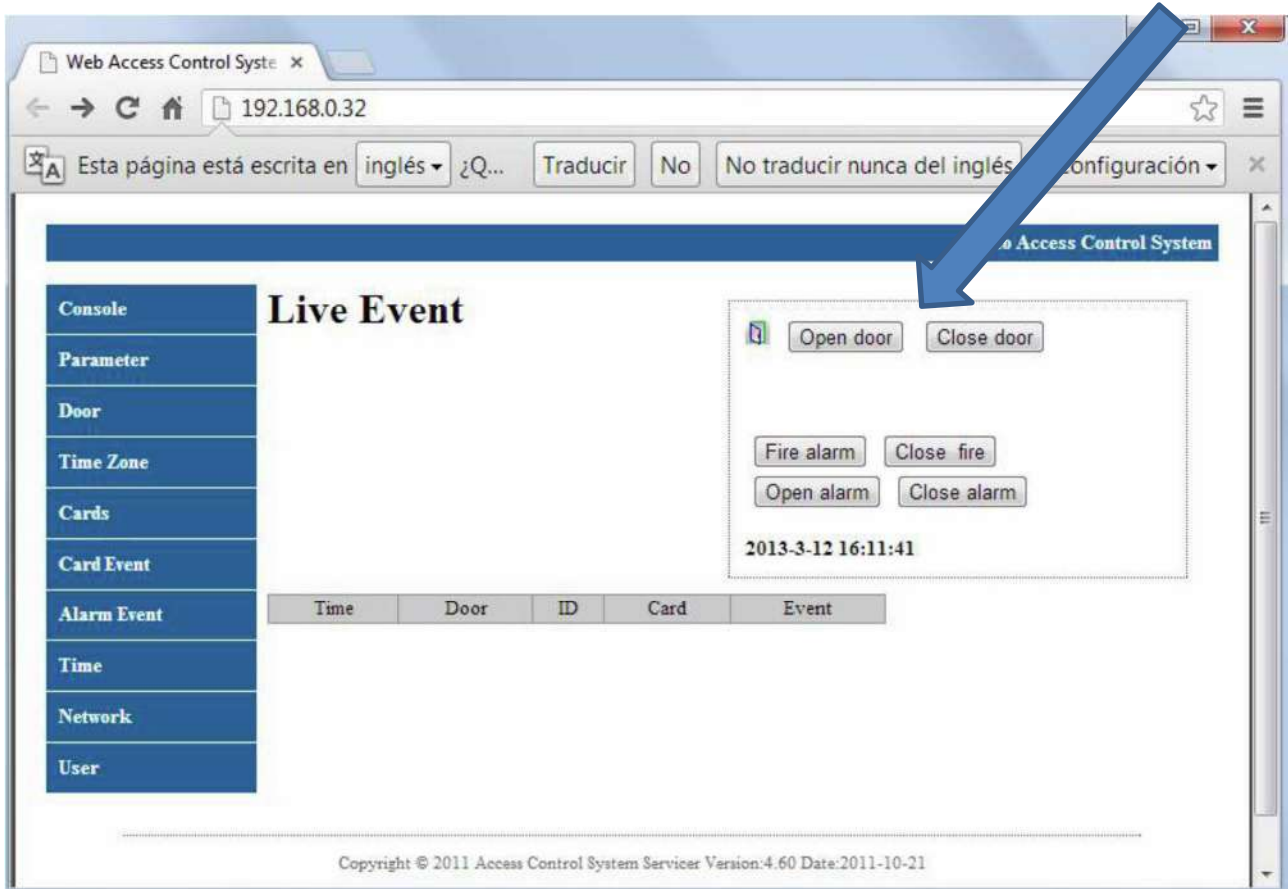 Web Access Control Syste
192.168.0.32
Esta página está escrita en inglés ¿Q... Traducir No No traducir nunca del inglés
Access Control System
Console
Parameter
Door
Time Zone
Cards
Card Event
Alarm Event
Time
Network
User
Live Event
Open door Close door
Fire alarm Close fire
Open alarm Close alarm
2013-3-12 16:11:41
Time Door ID Card Event
Copyright © 2011 Access Control System Servicer Version:4.60 Date:2011-10-21